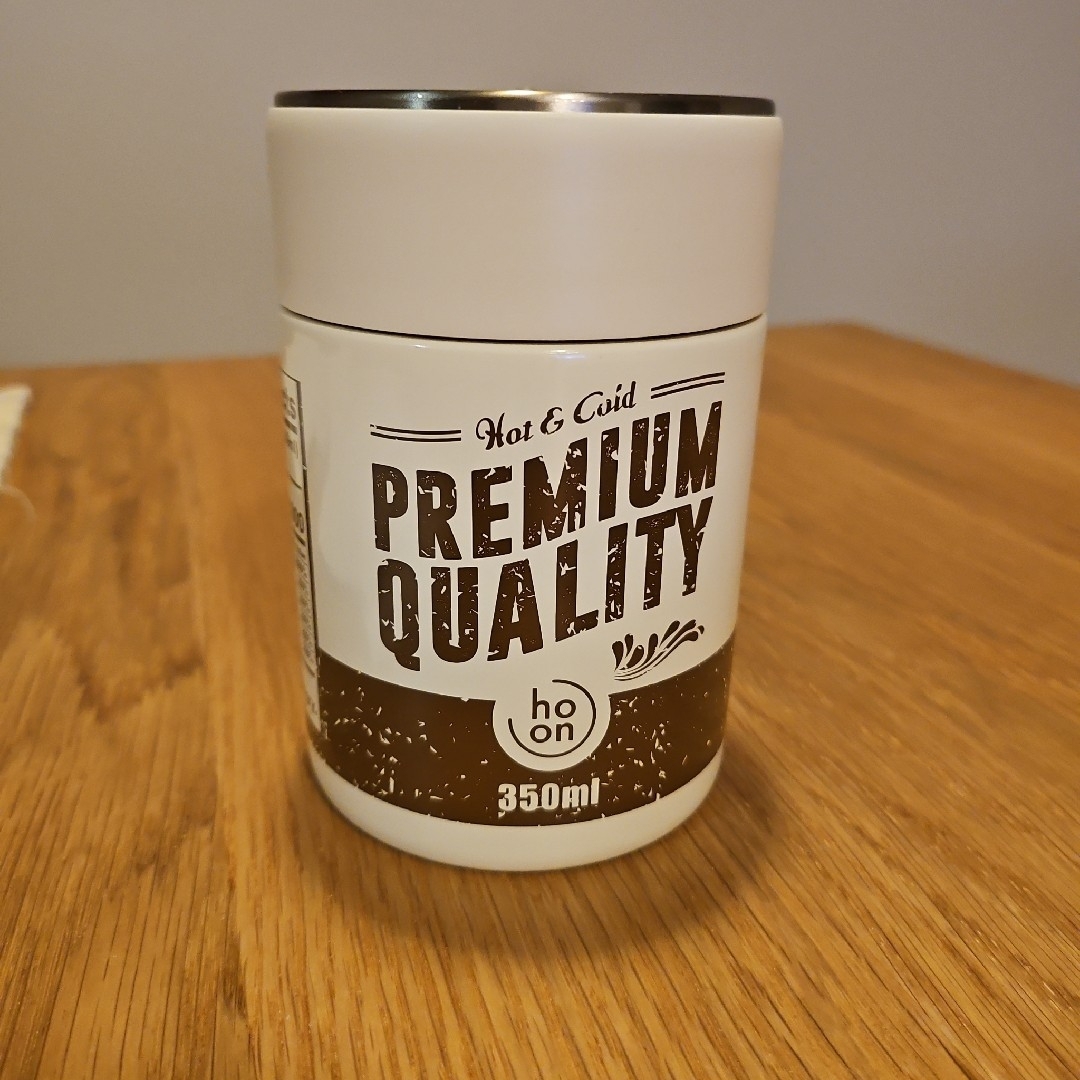 Hot & Cold
PREMIUM
QUALITY
ho
on
350ml